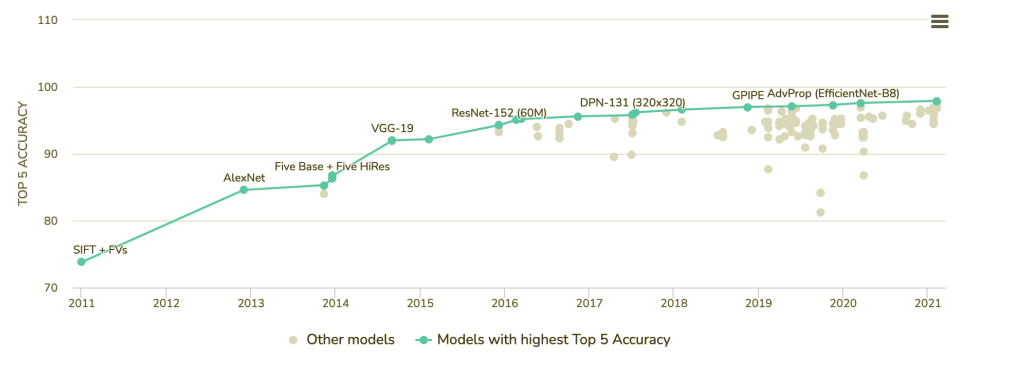 110
100
90
80
70
TOP 5 ACCURACY
SIFT + FVs
AlexNet
Five Base + Five HiRes
VGG-19
ResNet-152 (60M)
DPN-131 (320x320)
GPIPE
AdvProp (EfficientNet-B8)
2011 2012 2013 2014 2015 2016 2017 2018 2019 2020 2021
Other models Models with highest Top 5 Accuracy